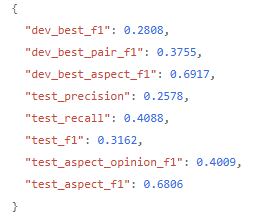 {
"dev_best_f1": 0.2808,
"dev_best_pair_f1": 0.3755,
"dev_best_aspect_f1": 0.6917,
"test_precision": 0.2578,
"test_recall": 0.4088,
"test_f1": 0.3162,
"test_aspect_opinion_f1": 0.4009,
"test_aspect_f1": 0.6806
}